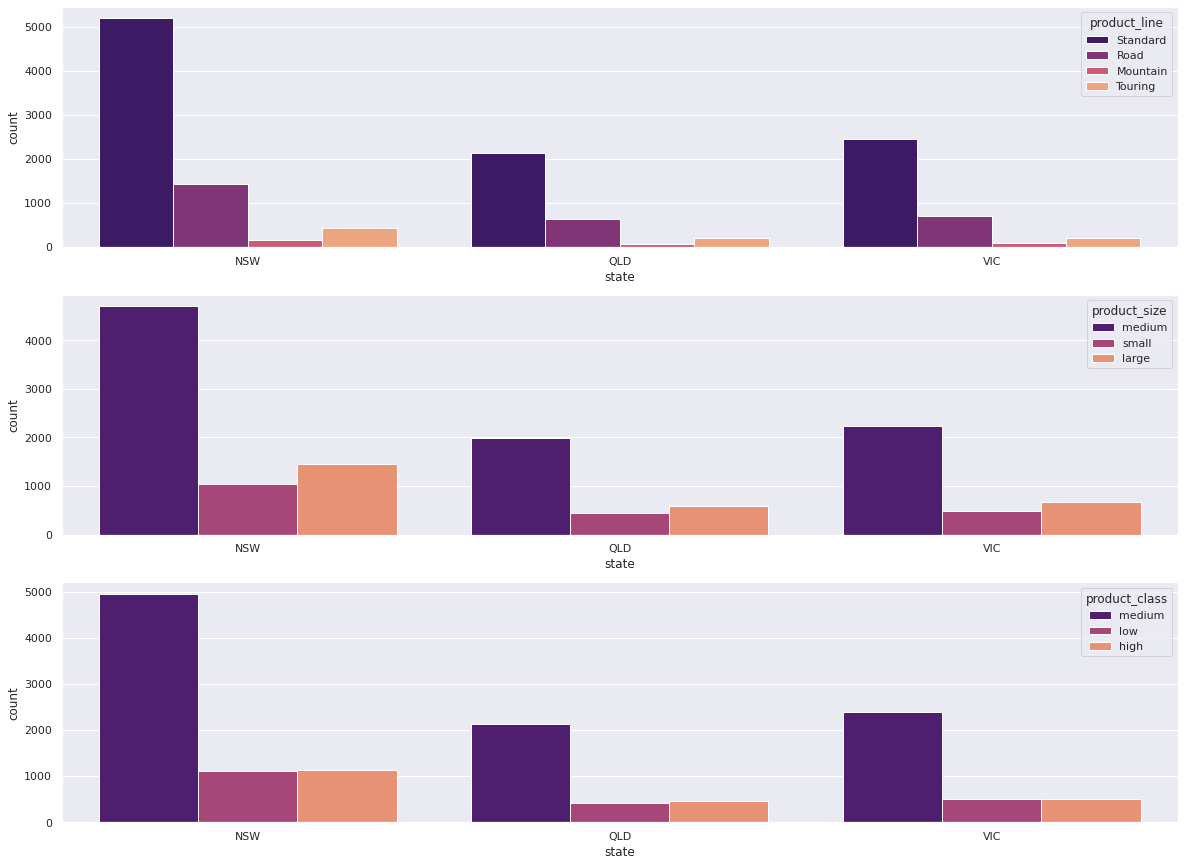 5000
4000
3000
2000
1000
0
count
NSW
QLD
VIC
state
product_line
Standard
Road
Mountain
Touring
4000
3000
2000
1000
0
count
NSW
QLD
VIC
state
product_size
medium
small
large
5000
4000
3000
2000
1000
0
count
NSW
QLD
VIC
state
product_class
medium
low
high